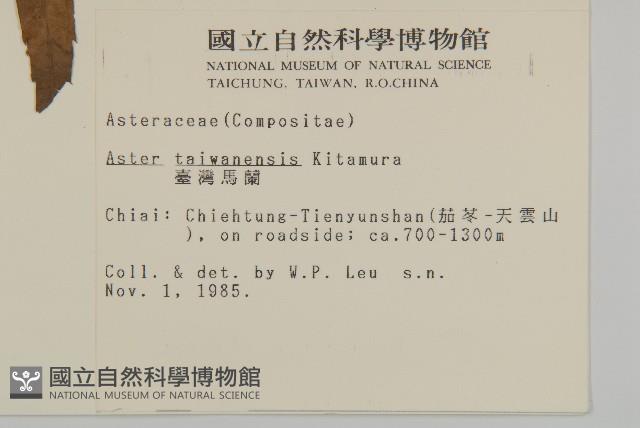 國立自然科學博物館
NATIONAL MUSEUM OF NATURAL SCIENCE
TAICHUNG, TAIWAN, R.O.CHINA
Asteraceae(Compositae)
Aster taiwanensis Kitamura
臺灣馬蘭
Chiai: Chiehtung-Tienyunshan(茄苳-天雲山
), on roadside; ca.700-1300m
Coll. & det. by W.P. Leu s.n.
Nov. 1, 1985.
國立自然科學博物館
NATIONAL MUSEUM OF NATURAL SCIENCE